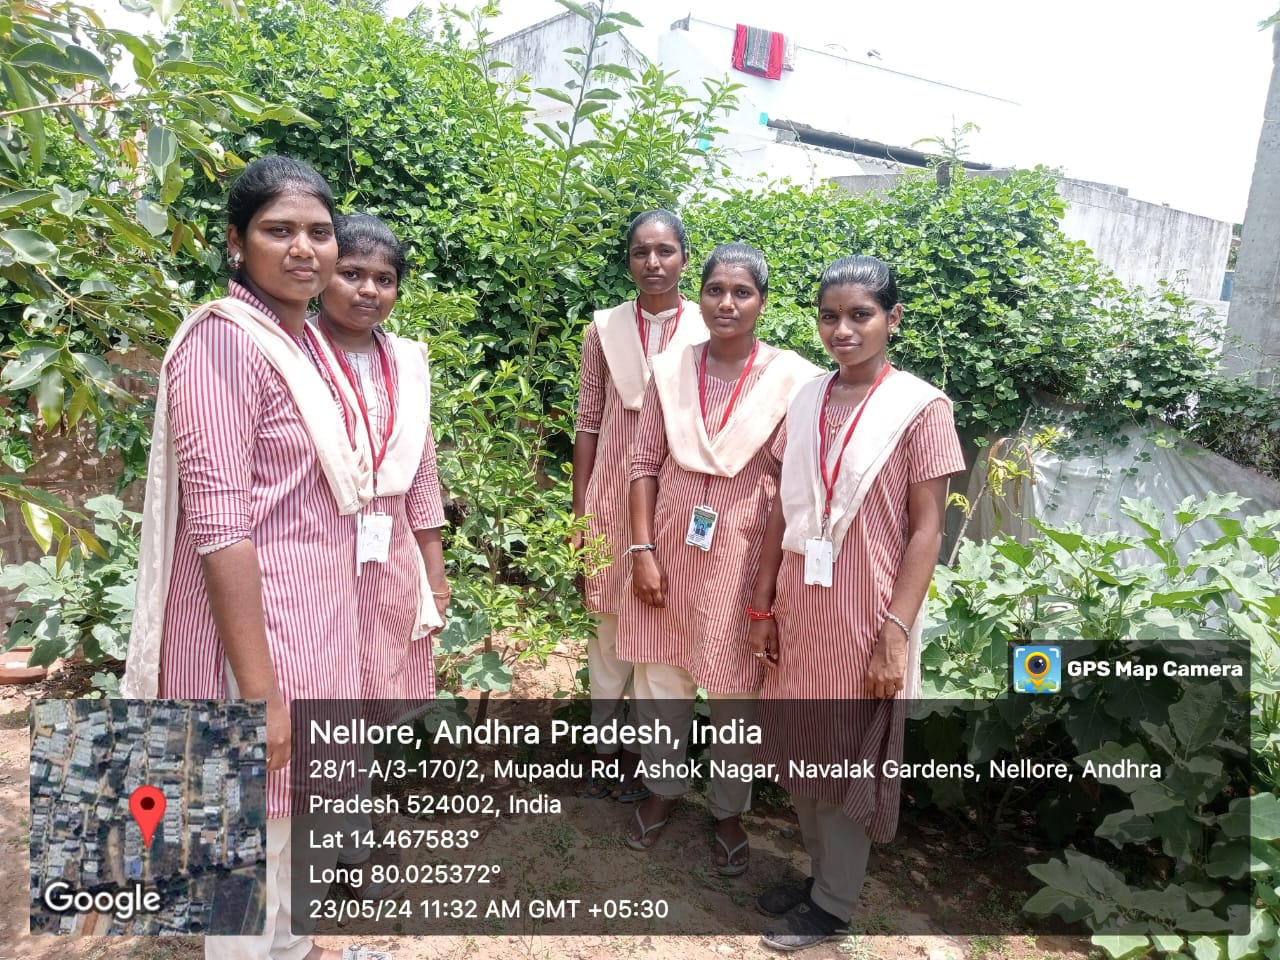 GPS Map Camera
Nellore, Andhra Pradesh, India
28/1-A/3-170/2, Mupadu Rd, Ashok Nagar, Navalak Gardens, Nellore, Andhra
Pradesh 524002, India
Lat 14.467583°
Long 80.025372°
23/05/24 11:32 AM GMT +05:30
Google